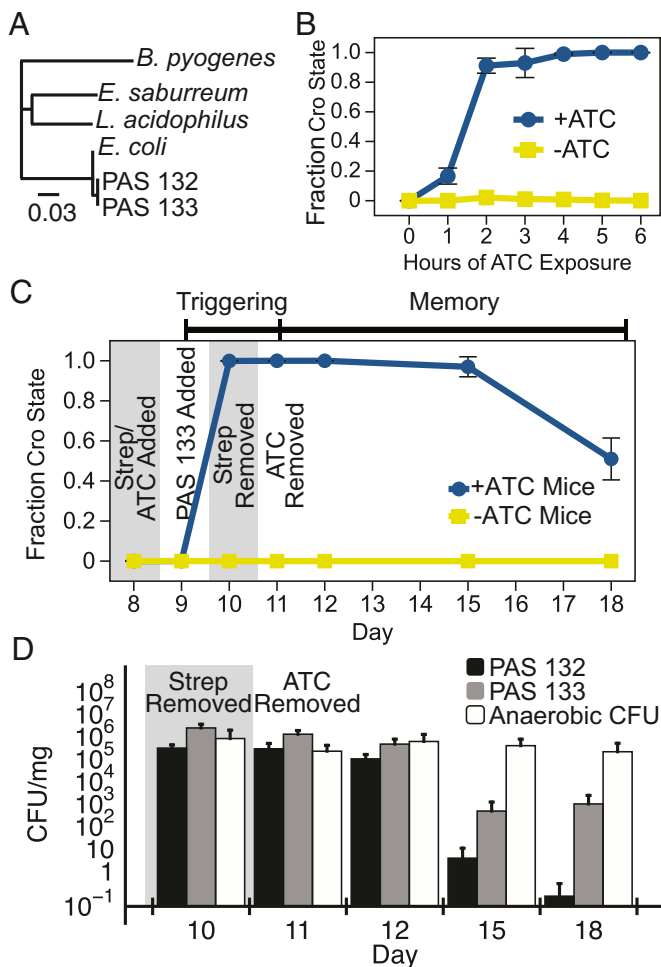 A
B. pyogenes
E. saburreum
L. acidophilus
E. coli
PAS 132
PAS 133
0.03
B
Fraction Cro State
1.0
0.8
0.6
0.4
0.2
0
+ATC
-ATC
0 1 2 3 4 5 6
Hours of ATC Exposure
C
Triggering Memory
Fraction Cro State
1.0
0.8
0.6
0.4
0.2
0
Strep/
ATC Added
PAS 133 Added
Strep
Removed
ATC
Removed
+ATC Mice
-ATC Mice
8 9 10 11 12 13 14 15 16 17 18
Day
D
CFU/mg
10⁸
10⁷
10⁶
10⁵
10⁴
10³
10²
10
1
10⁻¹
Strep
Removed
ATC
Removed
PAS 132
PAS 133
Anaerobic CFU
10 11 12 15 18
Day